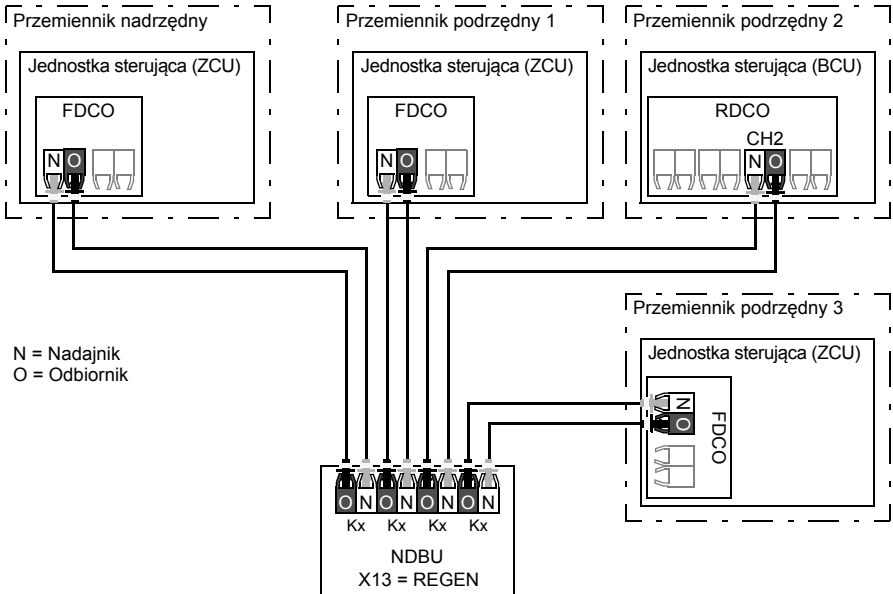 Przemiennik nadrzędny
Jednostka sterująca (ZCU)
FDCO
N O
Przemiennik podrzędny 1
Jednostka sterująca (ZCU)
FDCO
N O
Przemiennik podrzędny 2
Jednostka sterująca (BCU)
RDCO
CH2
N O
N = Nadajnik
O = Odbiornik
Przemiennik podrzędny 3
Jednostka sterująca (ZCU)
N
O
FDCO
O N O N O N O N
Kx Kx Kx Kx
NDBU
X13 = REGEN